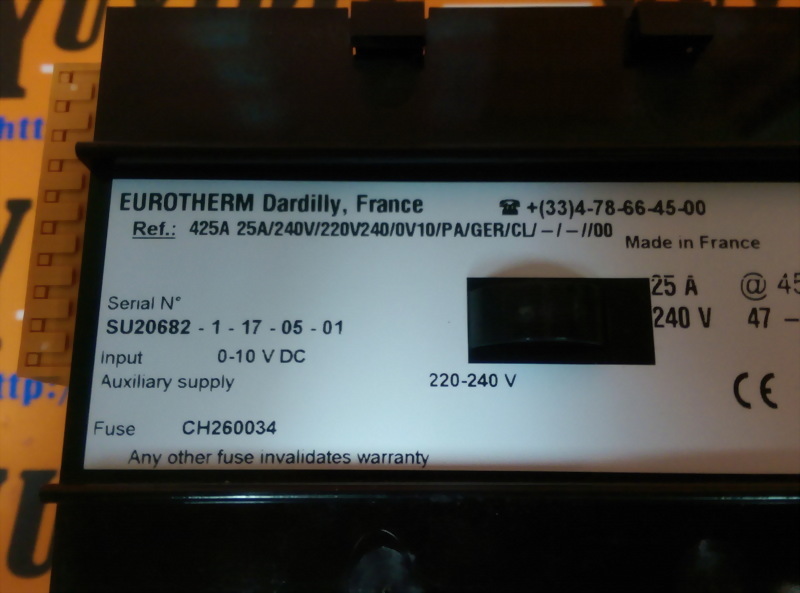 EUROTHERM Dardilly, France ☎ +(33)4-78-66-45-00
Ref.: 425A 25A/240V/220V240/0V10/PA/GER/CL/ – / – //00
Made in France
25 A @ 45
Serial N°
240 V 47 –
SU20682 - 1 - 17 - 05 - 01
Input 0-10 V DC
Auxiliary supply 220-240 V
CE
Fuse CH260034
Any other fuse invalidates warranty